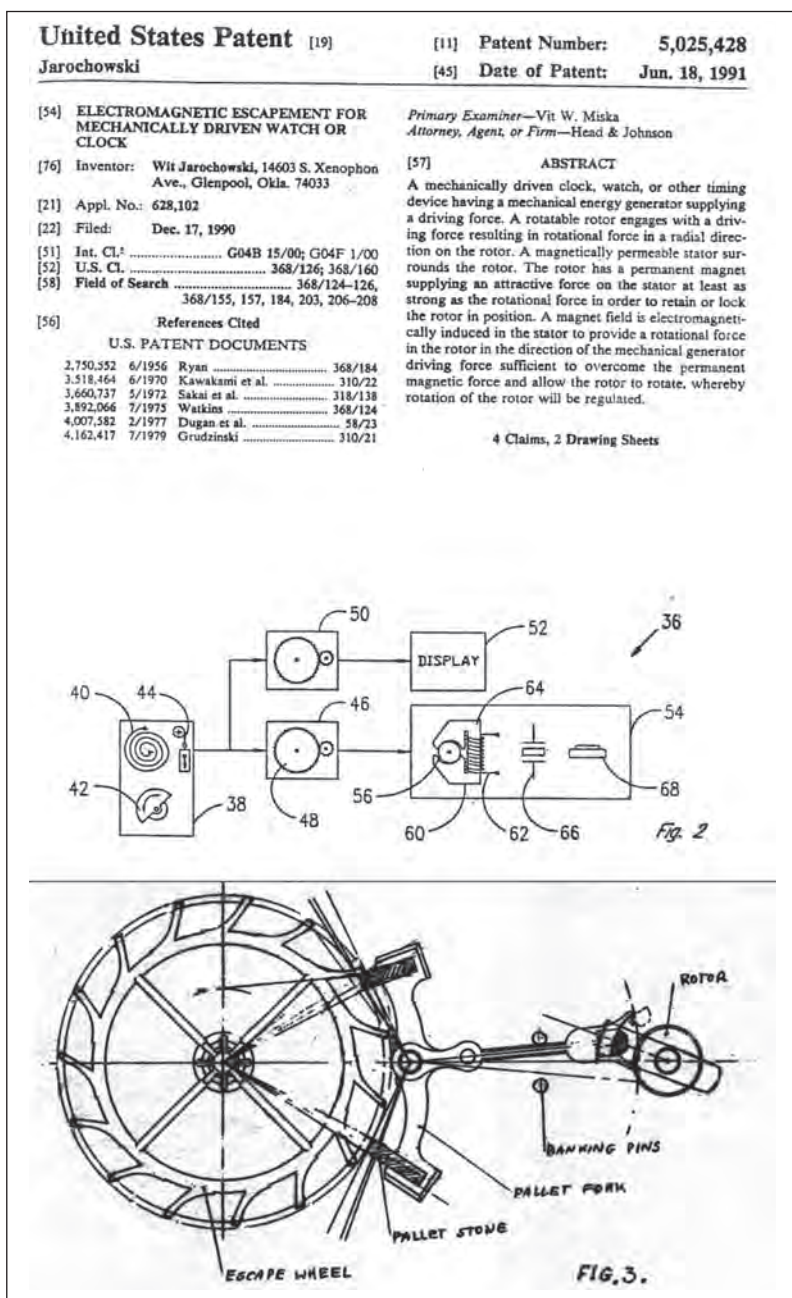 United States Patent [19]
Jarochowski
[11] Patent Number: 5,025,428
[45] Date of Patent: Jun. 18, 1991
[54] ELECTROMAGNETIC ESCAPEMENT FOR
MECHANICALLY DRIVEN WATCH OR
CLOCK
[76] Inventor: Wit Jarochowski, 14603 S. Xenophon
Ave., Glenpool, Okla. 74033
[21] Appl. No.: 628,102
[22] Filed: Dec. 17, 1990
[51] Int. Cl.⁵ ........................ G04B 15/00; G04F 1/00
[52] U.S. Cl. .................................... 368/126; 368/160
[58] Field of Search ............................... 368/124-126,
368/155, 157, 184, 203, 206-208
[56] References Cited
U.S. PATENT DOCUMENTS
2,750,552 6/1956 Ryan .................................... 368/184
3,518,464 6/1970 Kawakami et al. .................. 310/22
3,660,737 5/1972 Sakai et al. .......................... 318/138
3,892,066 7/1975 Watkins ................................ 368/124
4,007,582 2/1977 Dugan et al. ........................... 58/23
4,162,417 7/1979 Grudzinski ............................ 310/21
Primary Examiner—Vit W. Miska
Attorney, Agent, or Firm—Head & Johnson
[57] ABSTRACT
A mechanically driven clock, watch, or other timing
device having a mechanical energy generator supplying
a driving force. A rotatable rotor engages with a driv-
ing force resulting in rotational force in a radial direc-
tion on the rotor. A magnetically permeable stator sur-
rounds the rotor. The rotor has a permanent magnet
supplying an attractive force on the stator at least as
strong as the rotational force in order to retain or lock
the rotor in position. A magnet field is electromagneti-
cally induced in the stator to provide a rotational force
in the rotor in the direction of the mechanical generator
driving force sufficient to overcome the permanent
magnetic force and allow the rotor to rotate, whereby
rotation of the rotor will be regulated.
4 Claims, 2 Drawing Sheets
50
52
36
DISPLAY
40
44
46
64
54
42
38
48
56
60
62
66
68
Fig. 2
ROTOR
BANKING PINS
PALLET FORK
PALLET STONE
ESCAPE WHEEL
FIG. 3.